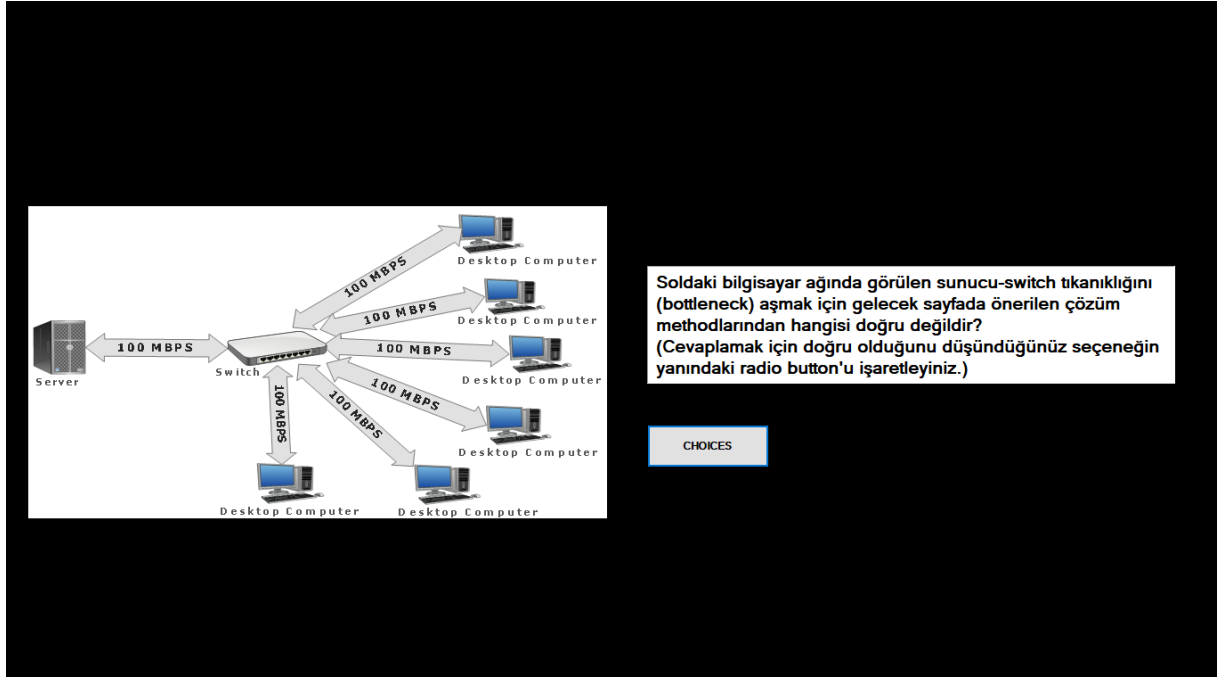 100 MBPS
Desktop Computer
100 MBPS
Desktop Computer
100 MBPS
Server
Switch
100 MBPS
Desktop Computer
100 MBPS
Desktop Computer
100 MBPS
100 MBPS
Desktop Computer
Desktop Computer
Soldaki bilgisayar ağında görülen sunucu-switch tıkanıklığını
(bottleneck) aşmak için gelecek sayfada önerilen çözüm
methodlarından hangisi doğru değildir?
(Cevaplamak için doğru olduğunu düşündüğünüz seçeneğin
yanındaki radio button'u işaretleyiniz.)
CHOICES